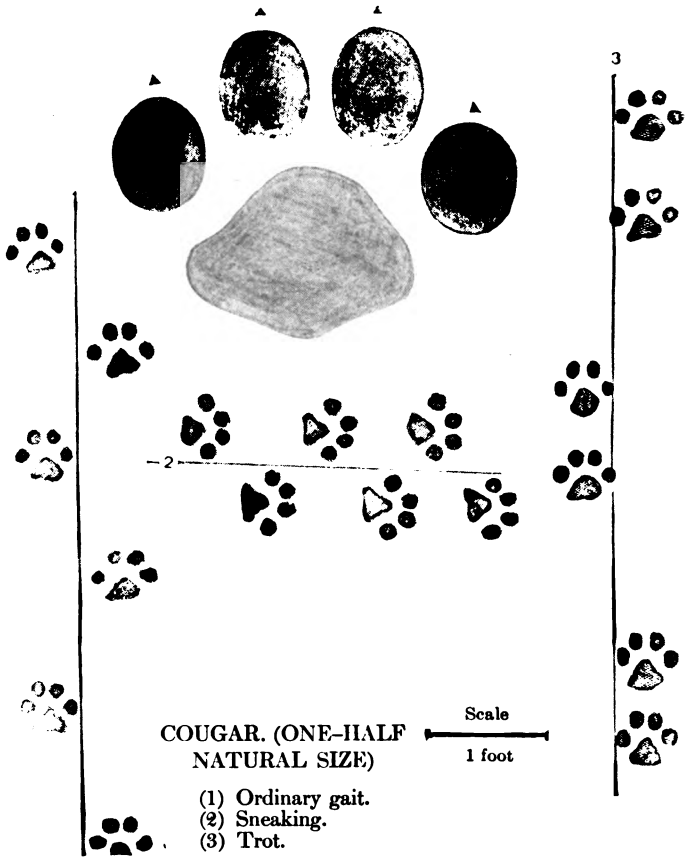 3
2
COUGAR. (ONE-HALF
NATURAL SIZE)
Scale
1 foot
(1) Ordinary gait.
(2) Sneaking.
(3) Trot.